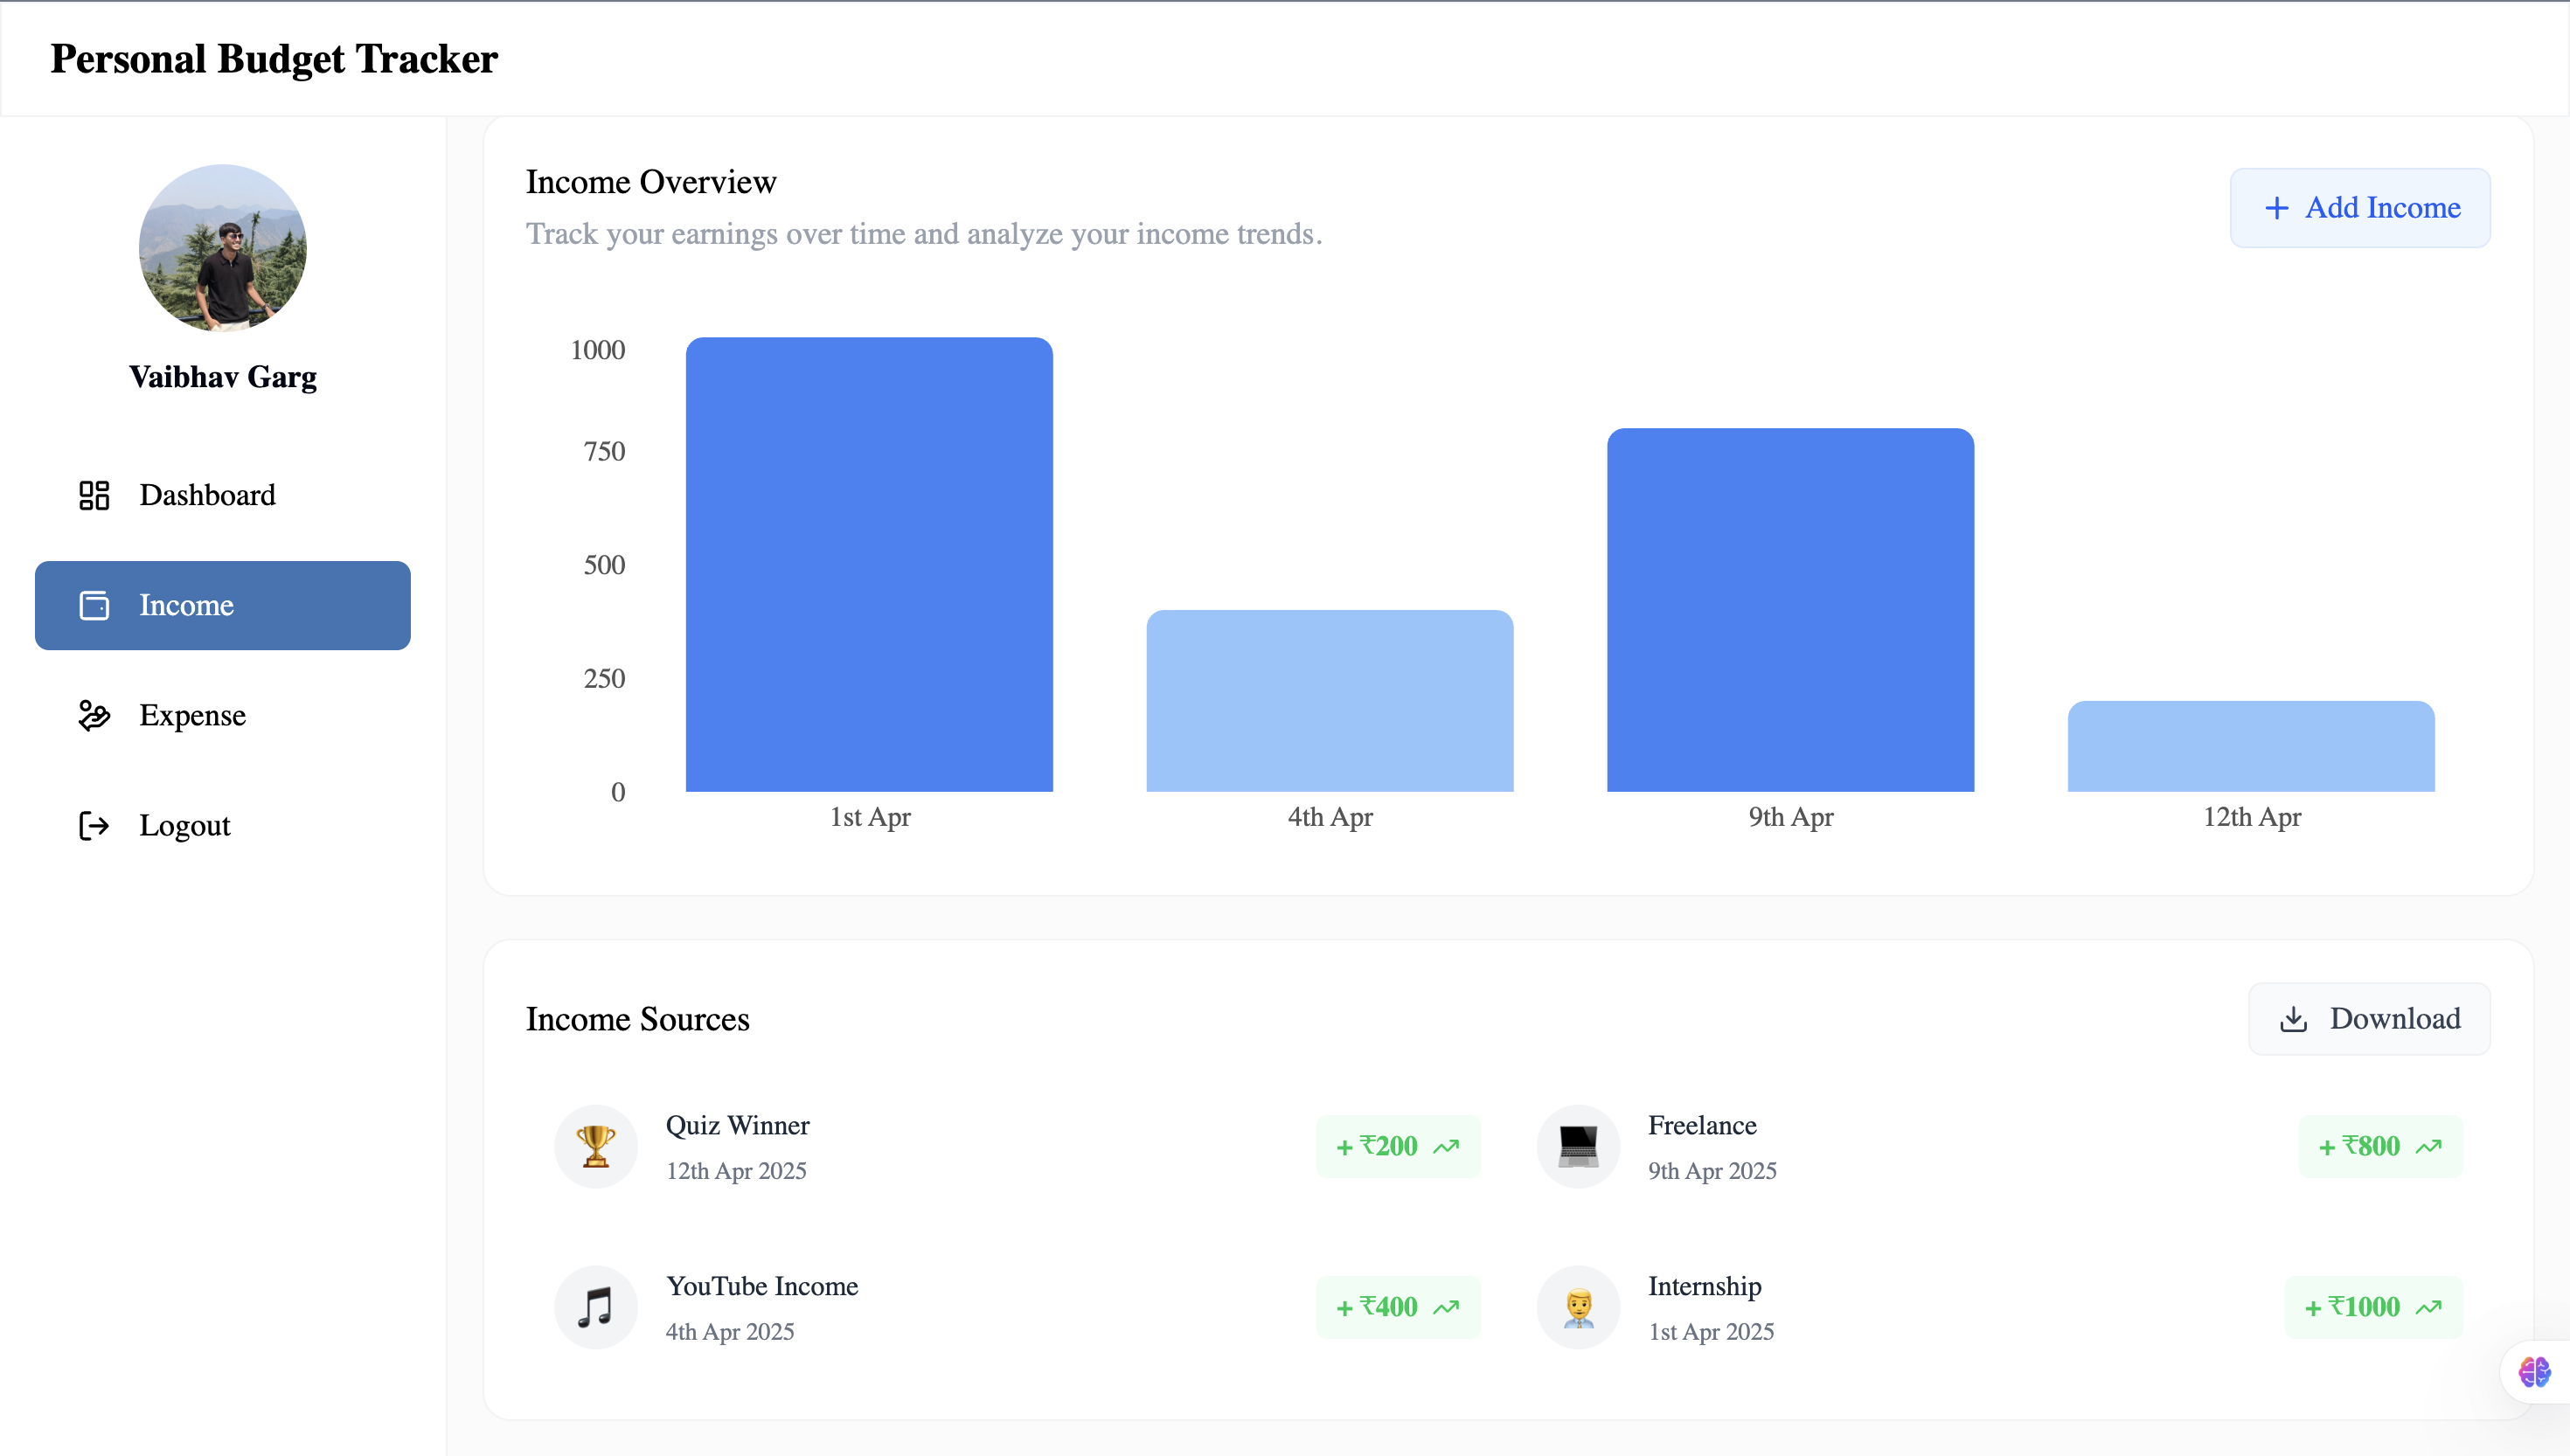 Personal Budget Tracker
Vaibhav Garg
Dashboard
Income
Expense
Logout
Income Overview
Track your earnings over time and analyze your income trends.
+ Add Income
1000
750
500
250
0
1st Apr
4th Apr
9th Apr
12th Apr
Income Sources
Download
Quiz Winner
12th Apr 2025
+ ₹200
Freelance
9th Apr 2025
+ ₹800
YouTube Income
4th Apr 2025
+ ₹400
Internship
1st Apr 2025
+ ₹1000